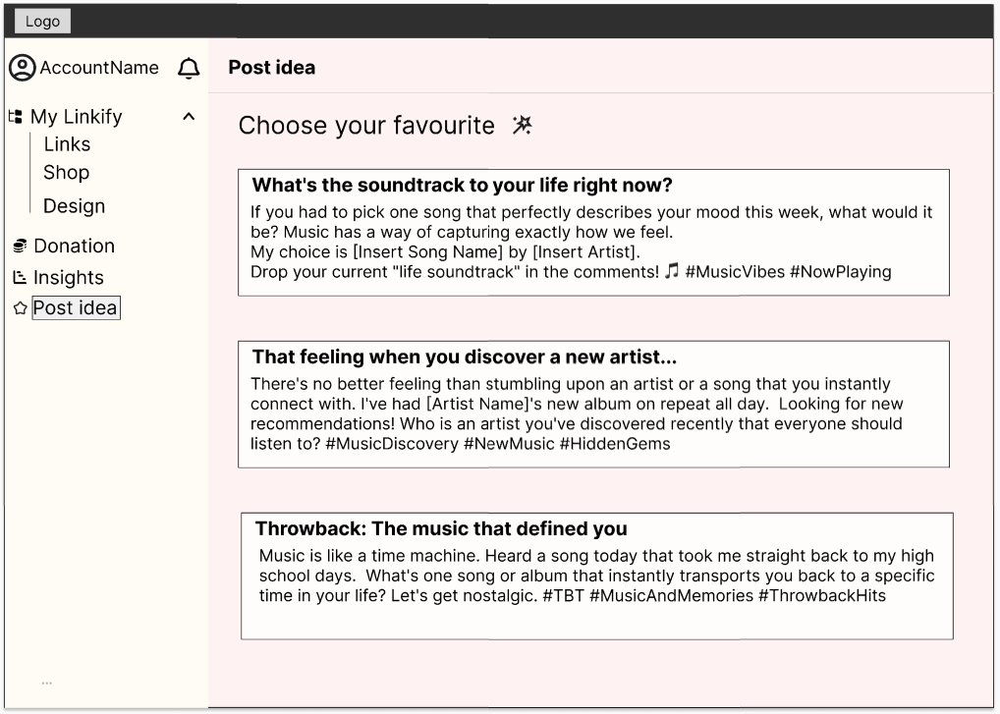 Logo
AccountName
My Linkify
Links
Shop
Design
Donation
Insights
Post idea
...
Post idea
Choose your favourite
What's the soundtrack to your life right now?
If you had to pick one song that perfectly describes your mood this week, what would it
be? Music has a way of capturing exactly how we feel.
My choice is [Insert Song Name] by [Insert Artist].
Drop your current "life soundtrack" in the comments! 🎵 #MusicVibes #NowPlaying
That feeling when you discover a new artist...
There's no better feeling than stumbling upon an artist or a song that you instantly
connect with. I've had [Artist Name]'s new album on repeat all day.  Looking for new
recommendations! Who is an artist you've discovered recently that everyone should
listen to? #MusicDiscovery #NewMusic #HiddenGems
Throwback: The music that defined you
Music is like a time machine. Heard a song today that took me straight back to my high
school days.  What's one song or album that instantly transports you back to a specific
time in your life? Let's get nostalgic. #TBT #MusicAndMemories #ThrowbackHits